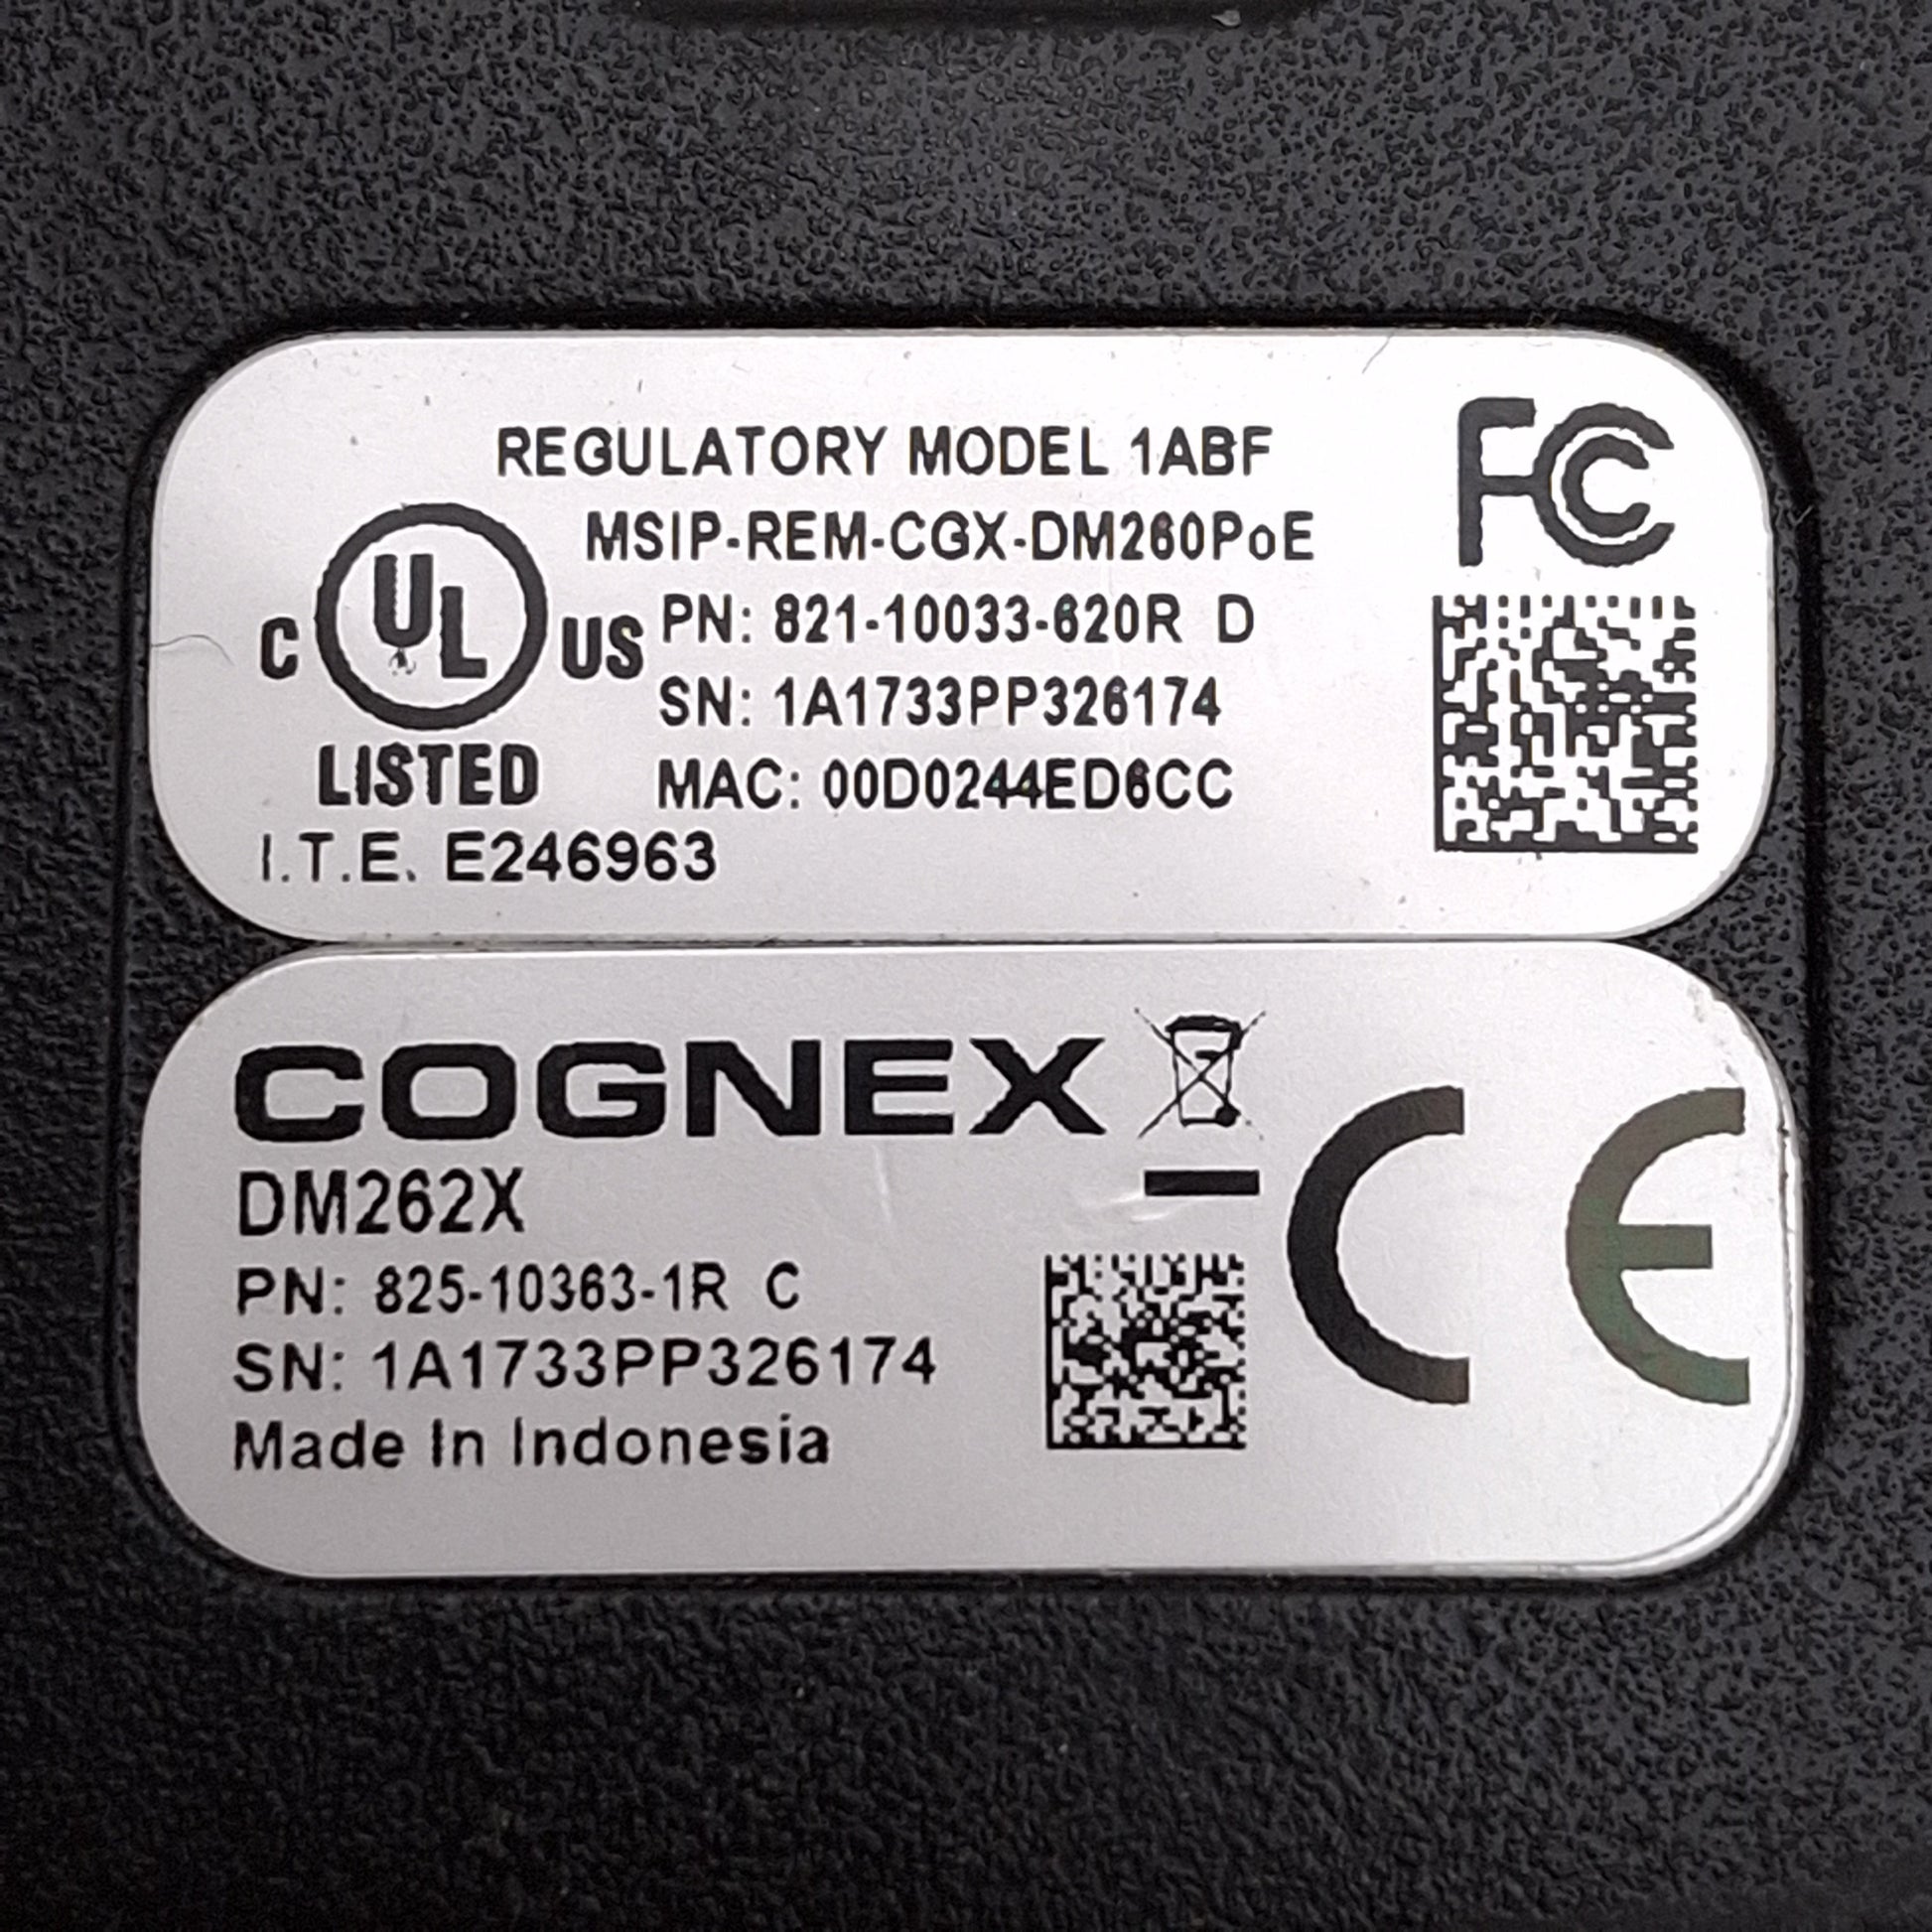 REGULATORY MODEL 1ABF
FC
MSIP-REM-CGX-DM260PoE
C UL US
PN: 821-10033-620R D
SN: 1A1733PP326174
LISTED
MAC: 00D0244ED6CC
I.T.E. E246963
COGNEX
CE
DM262X
PN: 825-10363-1R C
SN: 1A1733PP326174
Made In Indonesia